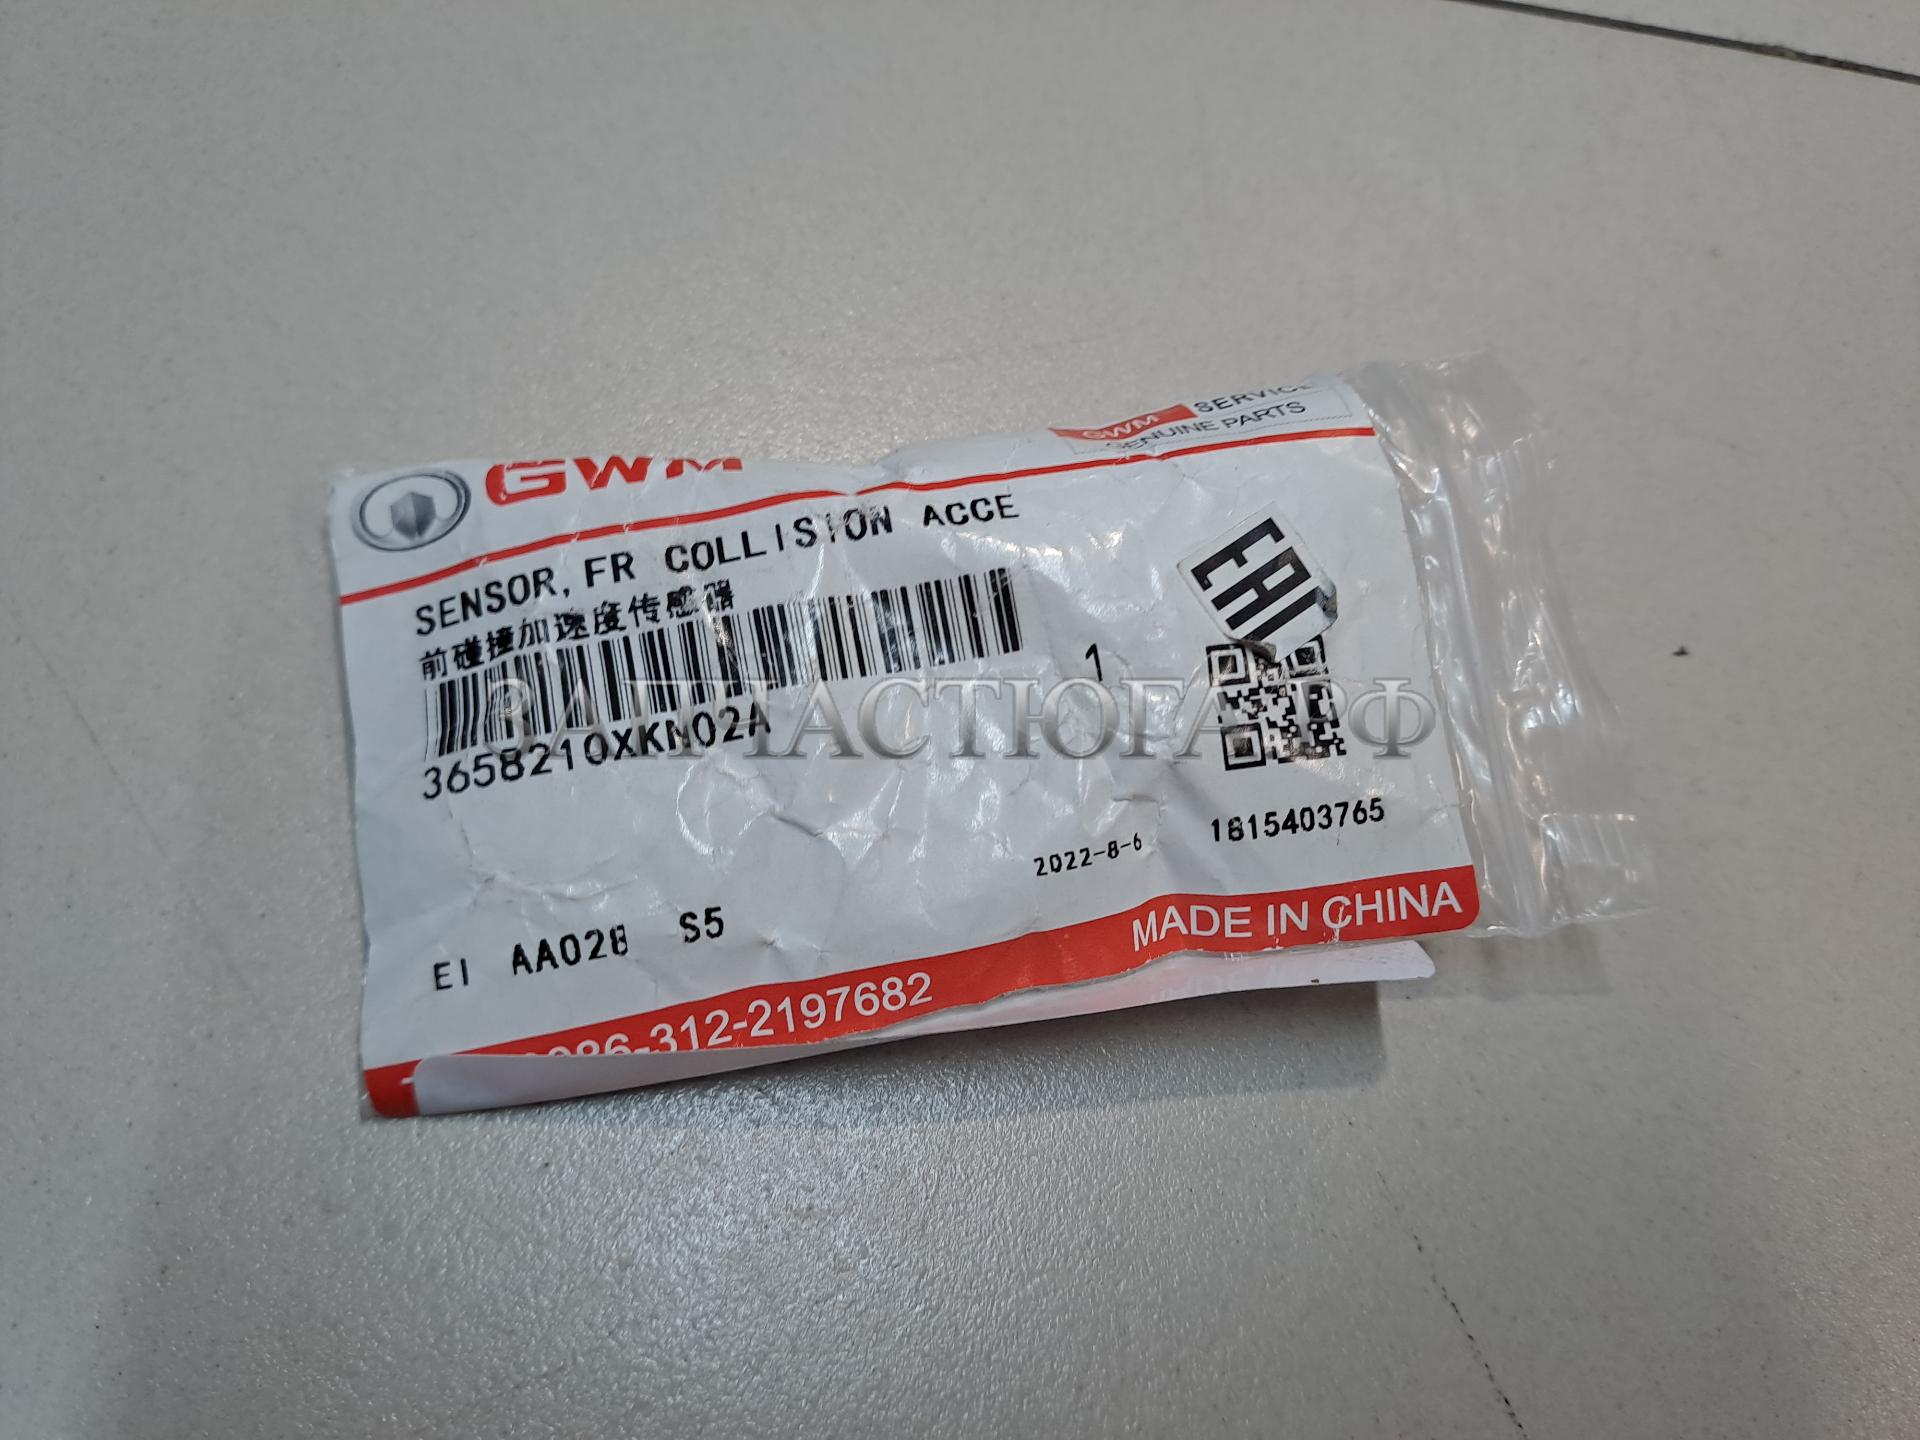 GWM
GWM SERVICE
GENUINE PARTS
SENSOR, FR COLLISION ACCE
前碰撞加速度传感器
3658210XKN02A
1
EAC
ЗАПЧАСТЮГА.РФ
1815403765
2022-8-6
EI AA028 S5
MADE IN CHINA
0086-312-2197682